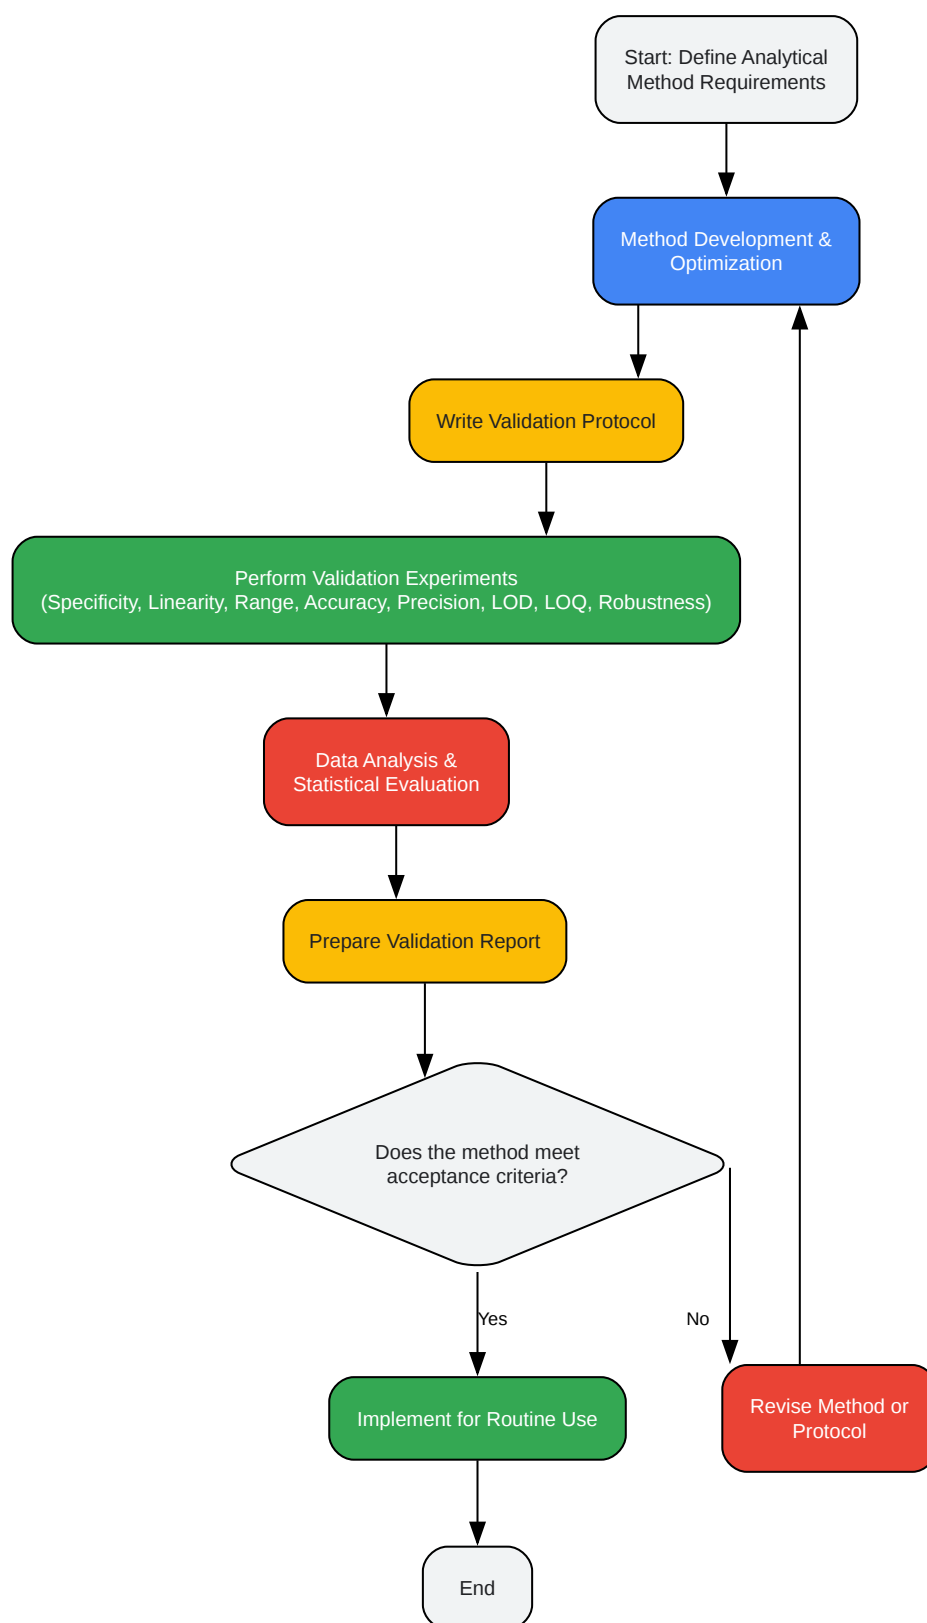 Start: Define Analytical
Method Requirements
Method Development &
Optimization
Write Validation Protocol
Perform Validation Experiments
(Specificity, Linearity, Range, Accuracy, Precision, LOD, LOQ, Robustness)
Data Analysis &
Statistical Evaluation
Prepare Validation Report
Does the method meet
acceptance criteria?
Yes
No
Implement for Routine Use
Revise Method or
Protocol
End